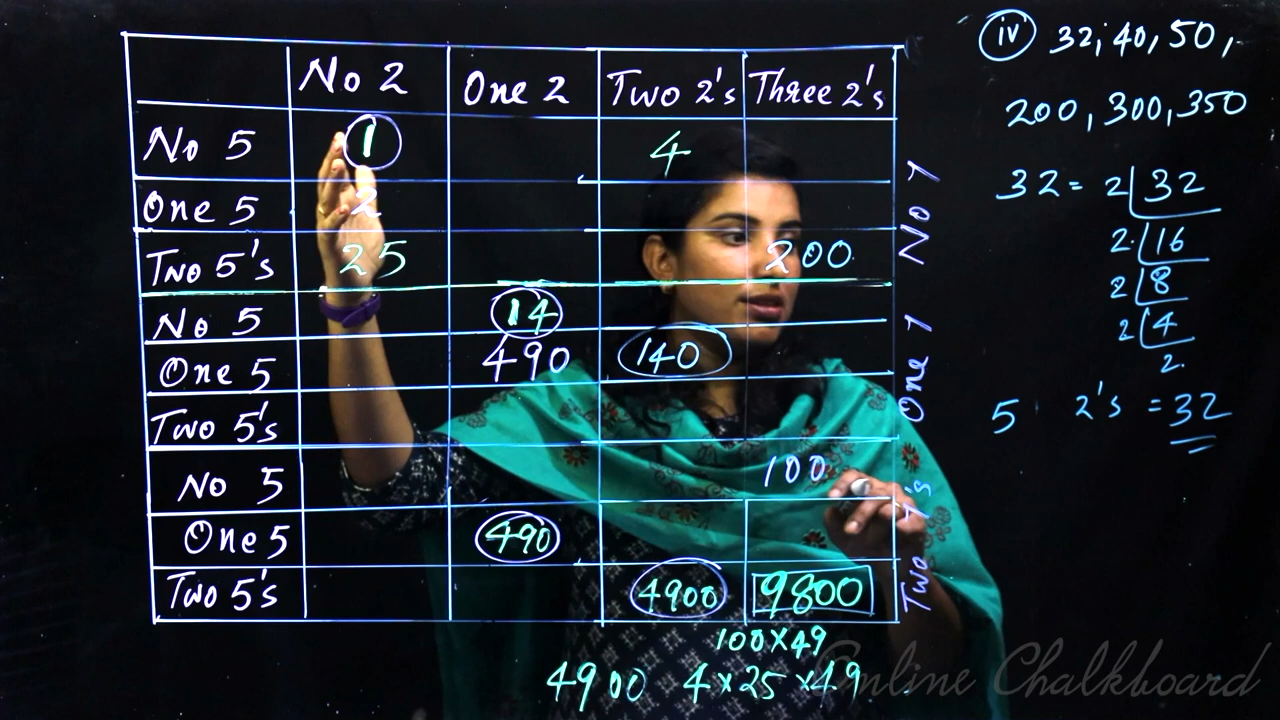 No 2 One 2 Two 2's Three 2's
No 5 1 4
One 5 2
Two 5's 25 200
No 7
No 5 14
One 5 490 140
Two 5's
One 7
No 5 100
One 5 490
Two 5's 4900 9800
Two 7's
100×49
4900 4×25×49
iv 32, 40, 50,
200, 300, 350
32 = 2 32
2 16
2 8
2 4
2
5 2's = 32
Online Chalkboard